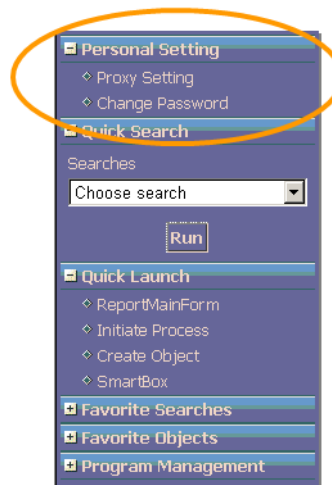 Personal Setting
Proxy Setting
Change Password
Quick Search
Searches
Choose search
Run
Quick Launch
ReportMainForm
Initiate Process
Create Object
SmartBox
Favorite Searches
Favorite Objects
Program Management